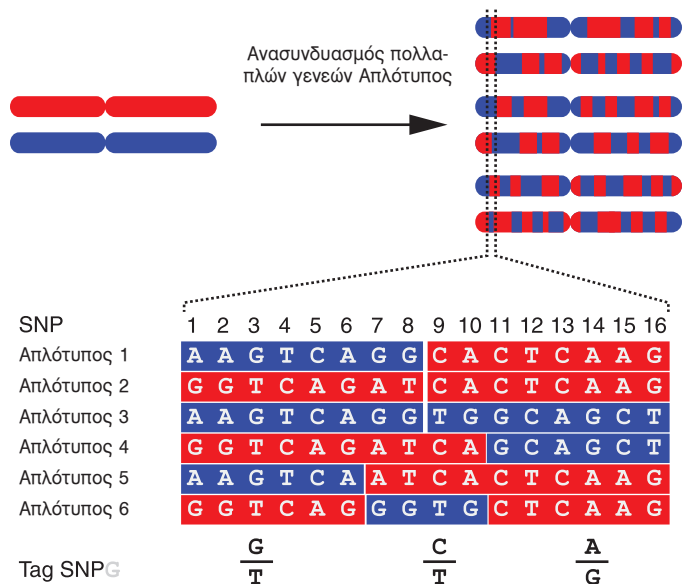 Ανασυνδυασμός πολλα-
πλών γενεών Απλότυπος
SNP 1 2 3 4 5 6 7 8 9 10 11 12 13 14 15 16
Απλότυπος 1 A A G T C A G G C A C T C A A G
Απλότυπος 2 G G T C A G A T C A C T C A A G
Απλότυπος 3 A A G T C A G G T G G C A G C T
Απλότυπος 4 G G T C A G A T C A G C A G C T
Απλότυπος 5 A A G T C A A T C A C T C A A G
Απλότυπος 6 G G T C A G G G T G C T C A A G
G C A
Tag SNPG T T G